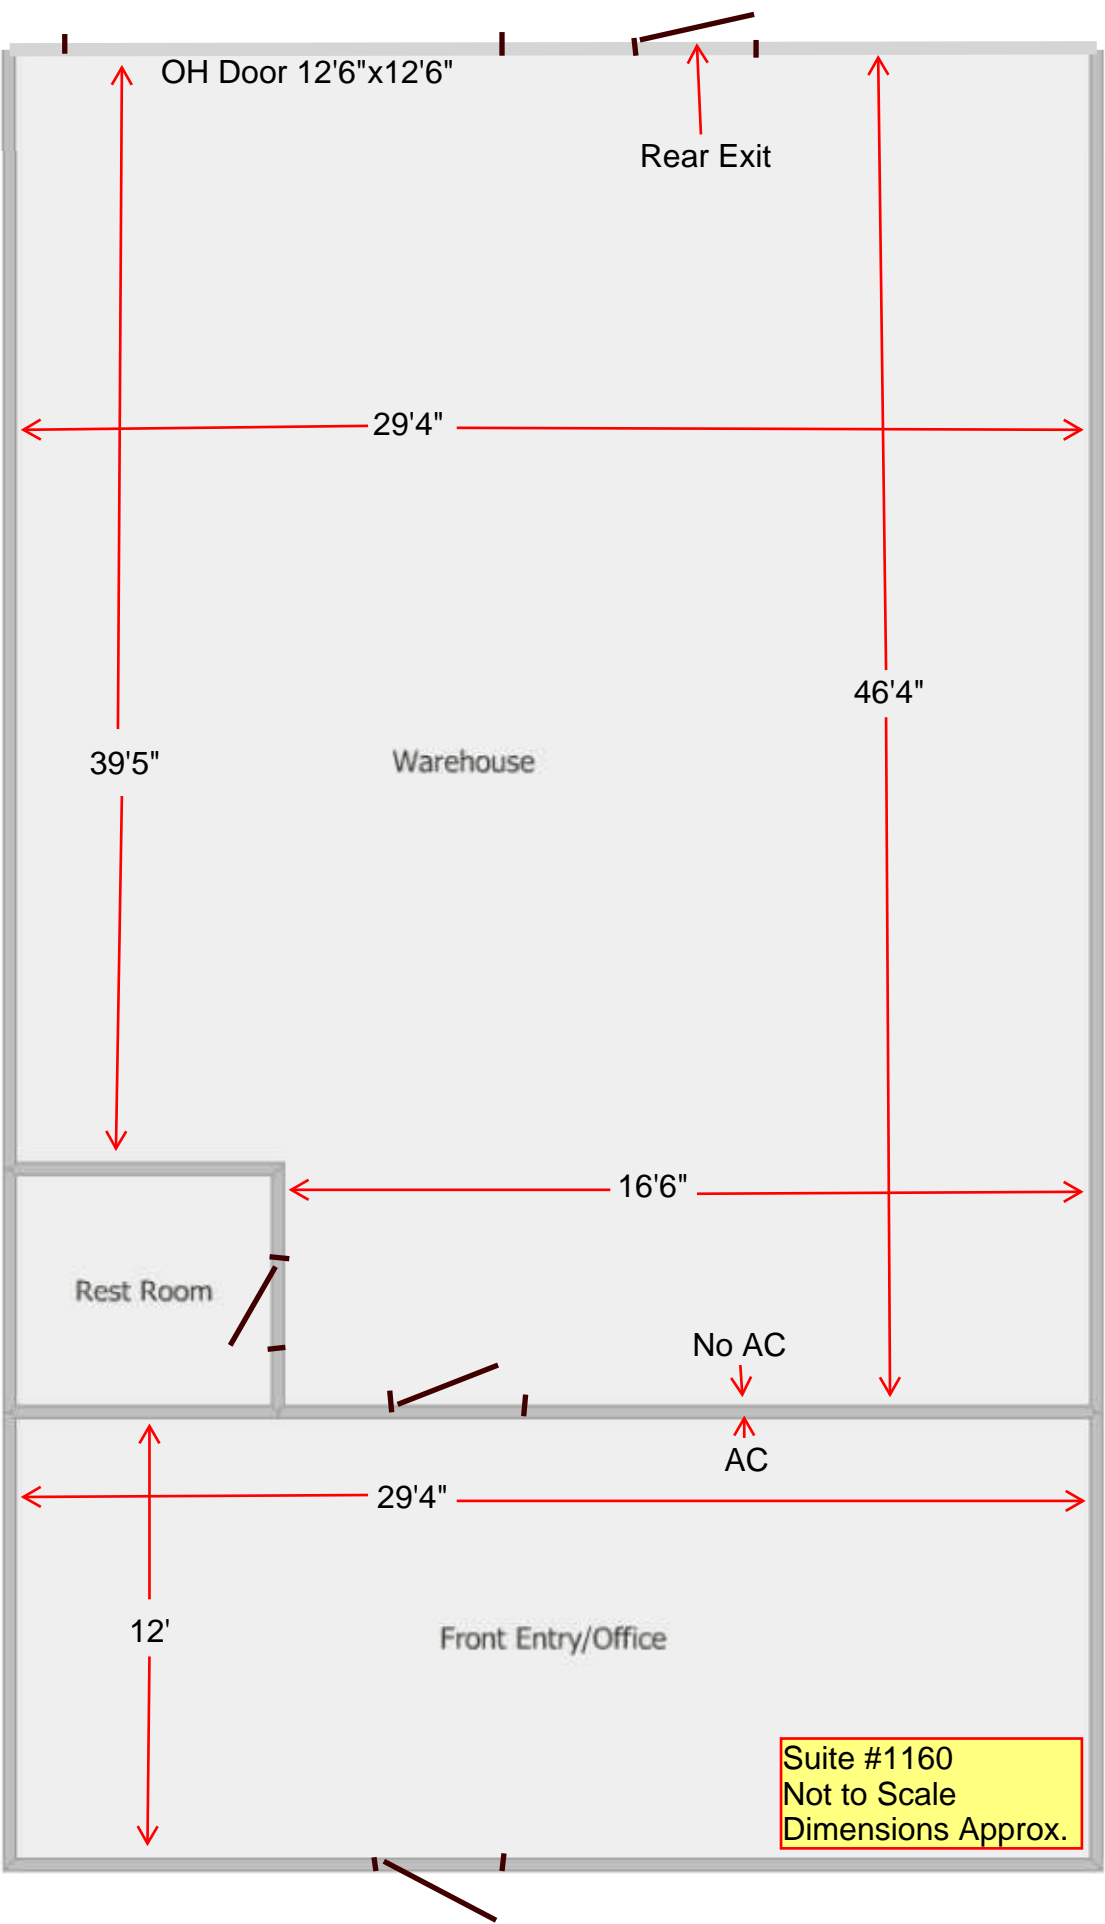 OH Door 12'6"x12'6"
Rear Exit
29'4"
46'4"
39'5"
Warehouse
16'6"
Rest Room
No AC
AC
29'4"
12'
Front Entry/Office
Suite #1160
Not to Scale
Dimensions Approx.